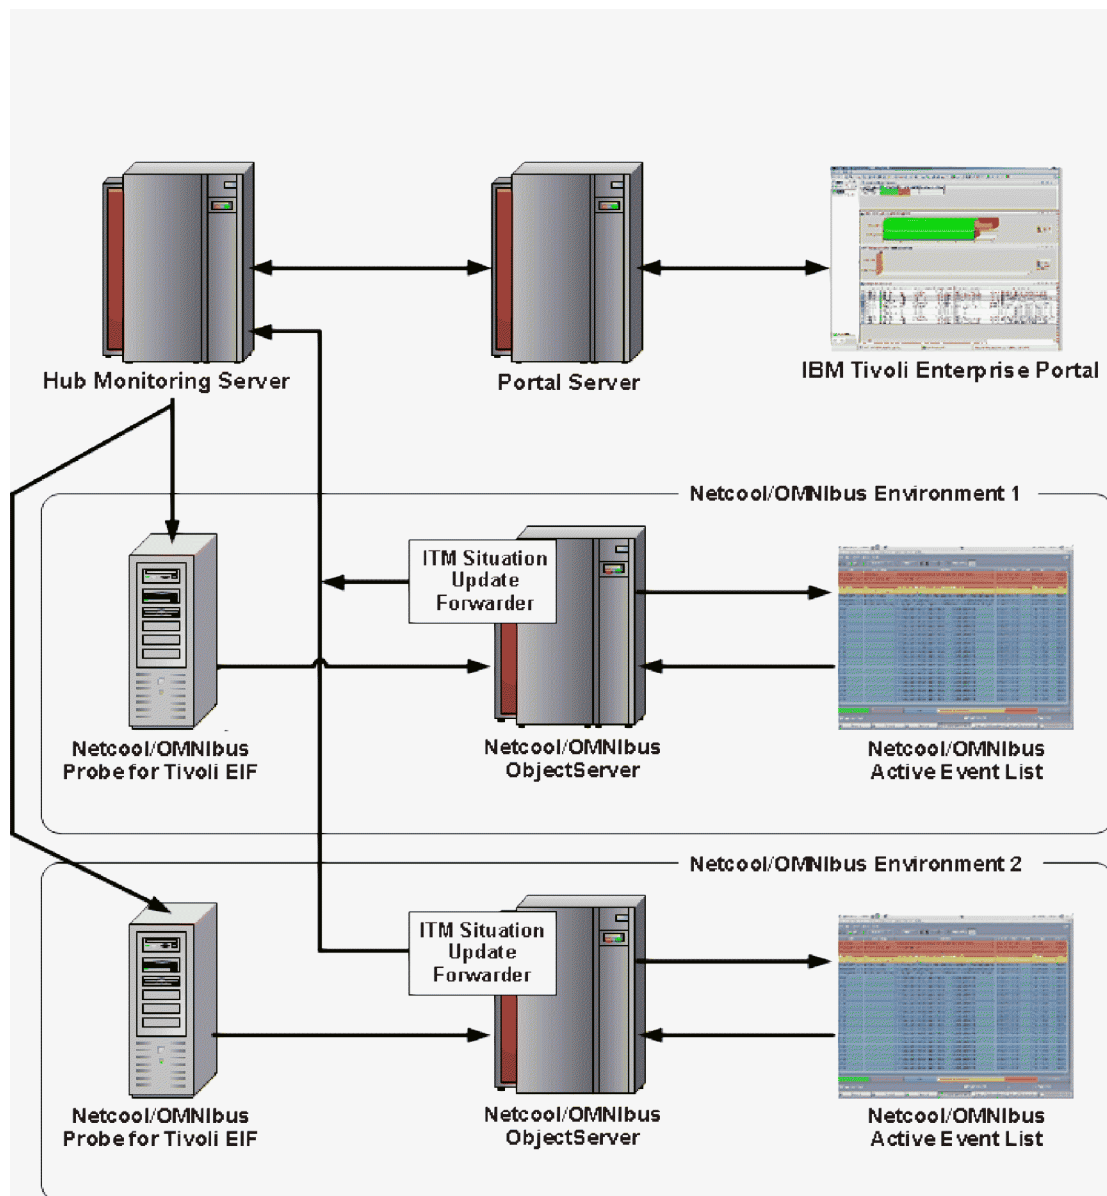 Hub Monitoring Server
Portal Server
IBM Tivoli Enterprise Portal
Netcool/OMNIbus Environment 1
ITM Situation
Update
Forwarder
Netcool/OMNIbus
Probe for Tivoli EIF
Netcool/OMNIbus
ObjectServer
Netcool/OMNIbus
Active Event List
Netcool/OMNIbus Environment 2
ITM Situation
Update
Forwarder
Netcool/OMNIbus
Probe for Tivoli EIF
Netcool/OMNIbus
ObjectServer
Netcool/OMNIbus
Active Event List